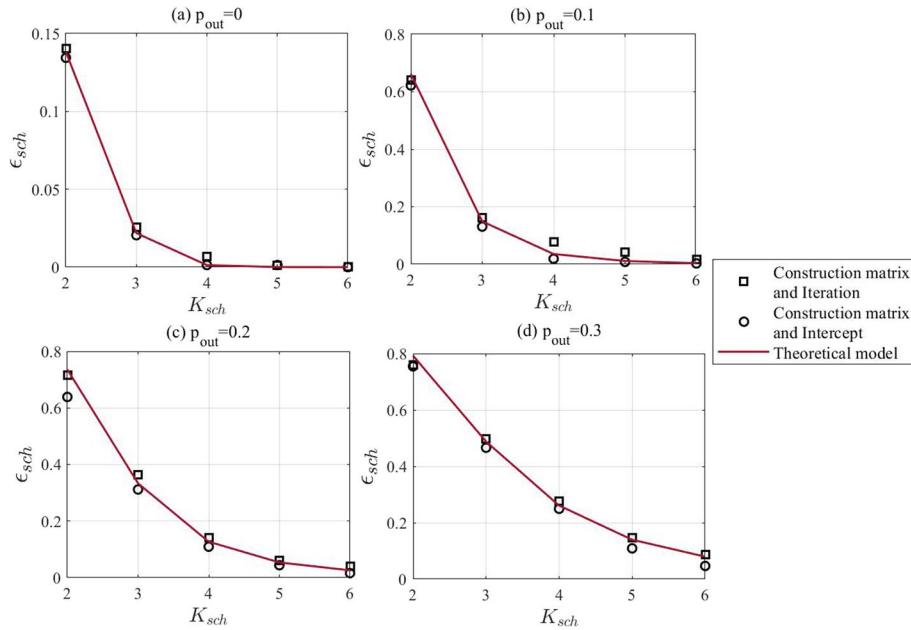 (a) p_out=0
0.15
0.1
0.05
0
ϵ_sch
2 3 4 5 6
K_sch
(b) p_out=0.1
0.8
0.6
0.4
0.2
0
ϵ_sch
2 3 4 5 6
K_sch
(c) p_out=0.2
0.8
0.6
0.4
0.2
0
ϵ_sch
2 3 4 5 6
K_sch
(d) p_out=0.3
0.8
0.6
0.4
0.2
0
ϵ_sch
2 3 4 5 6
K_sch
Construction matrix
and Iteration
Construction matrix
and Intercept
Theoretical model